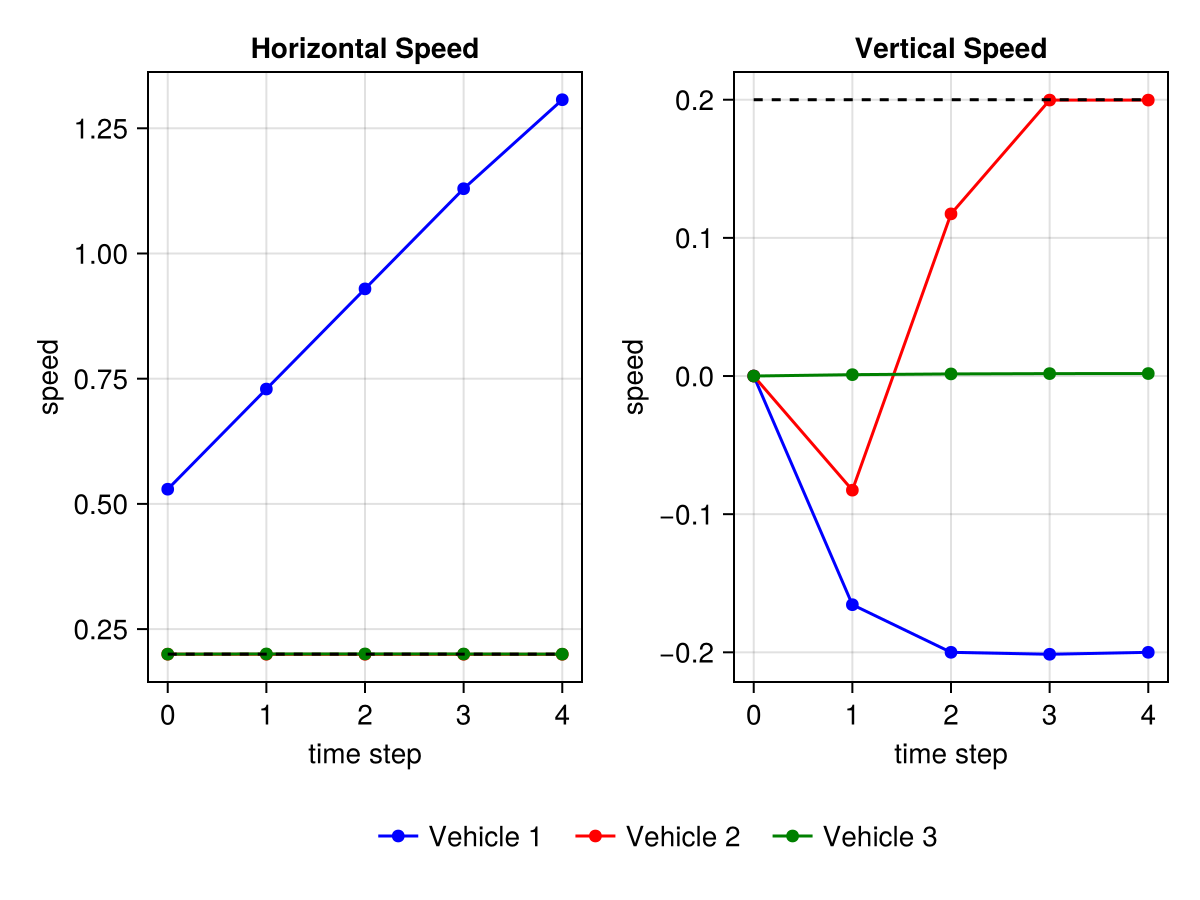 Horizontal Speed
1.25
1.00
0.75
0.50
0.25
speed
0 1 2 3 4
time step
Vertical Speed
0.2
0.1
0.0
−0.1
−0.2
speed
0 1 2 3 4
time step
Vehicle 1 Vehicle 2 Vehicle 3